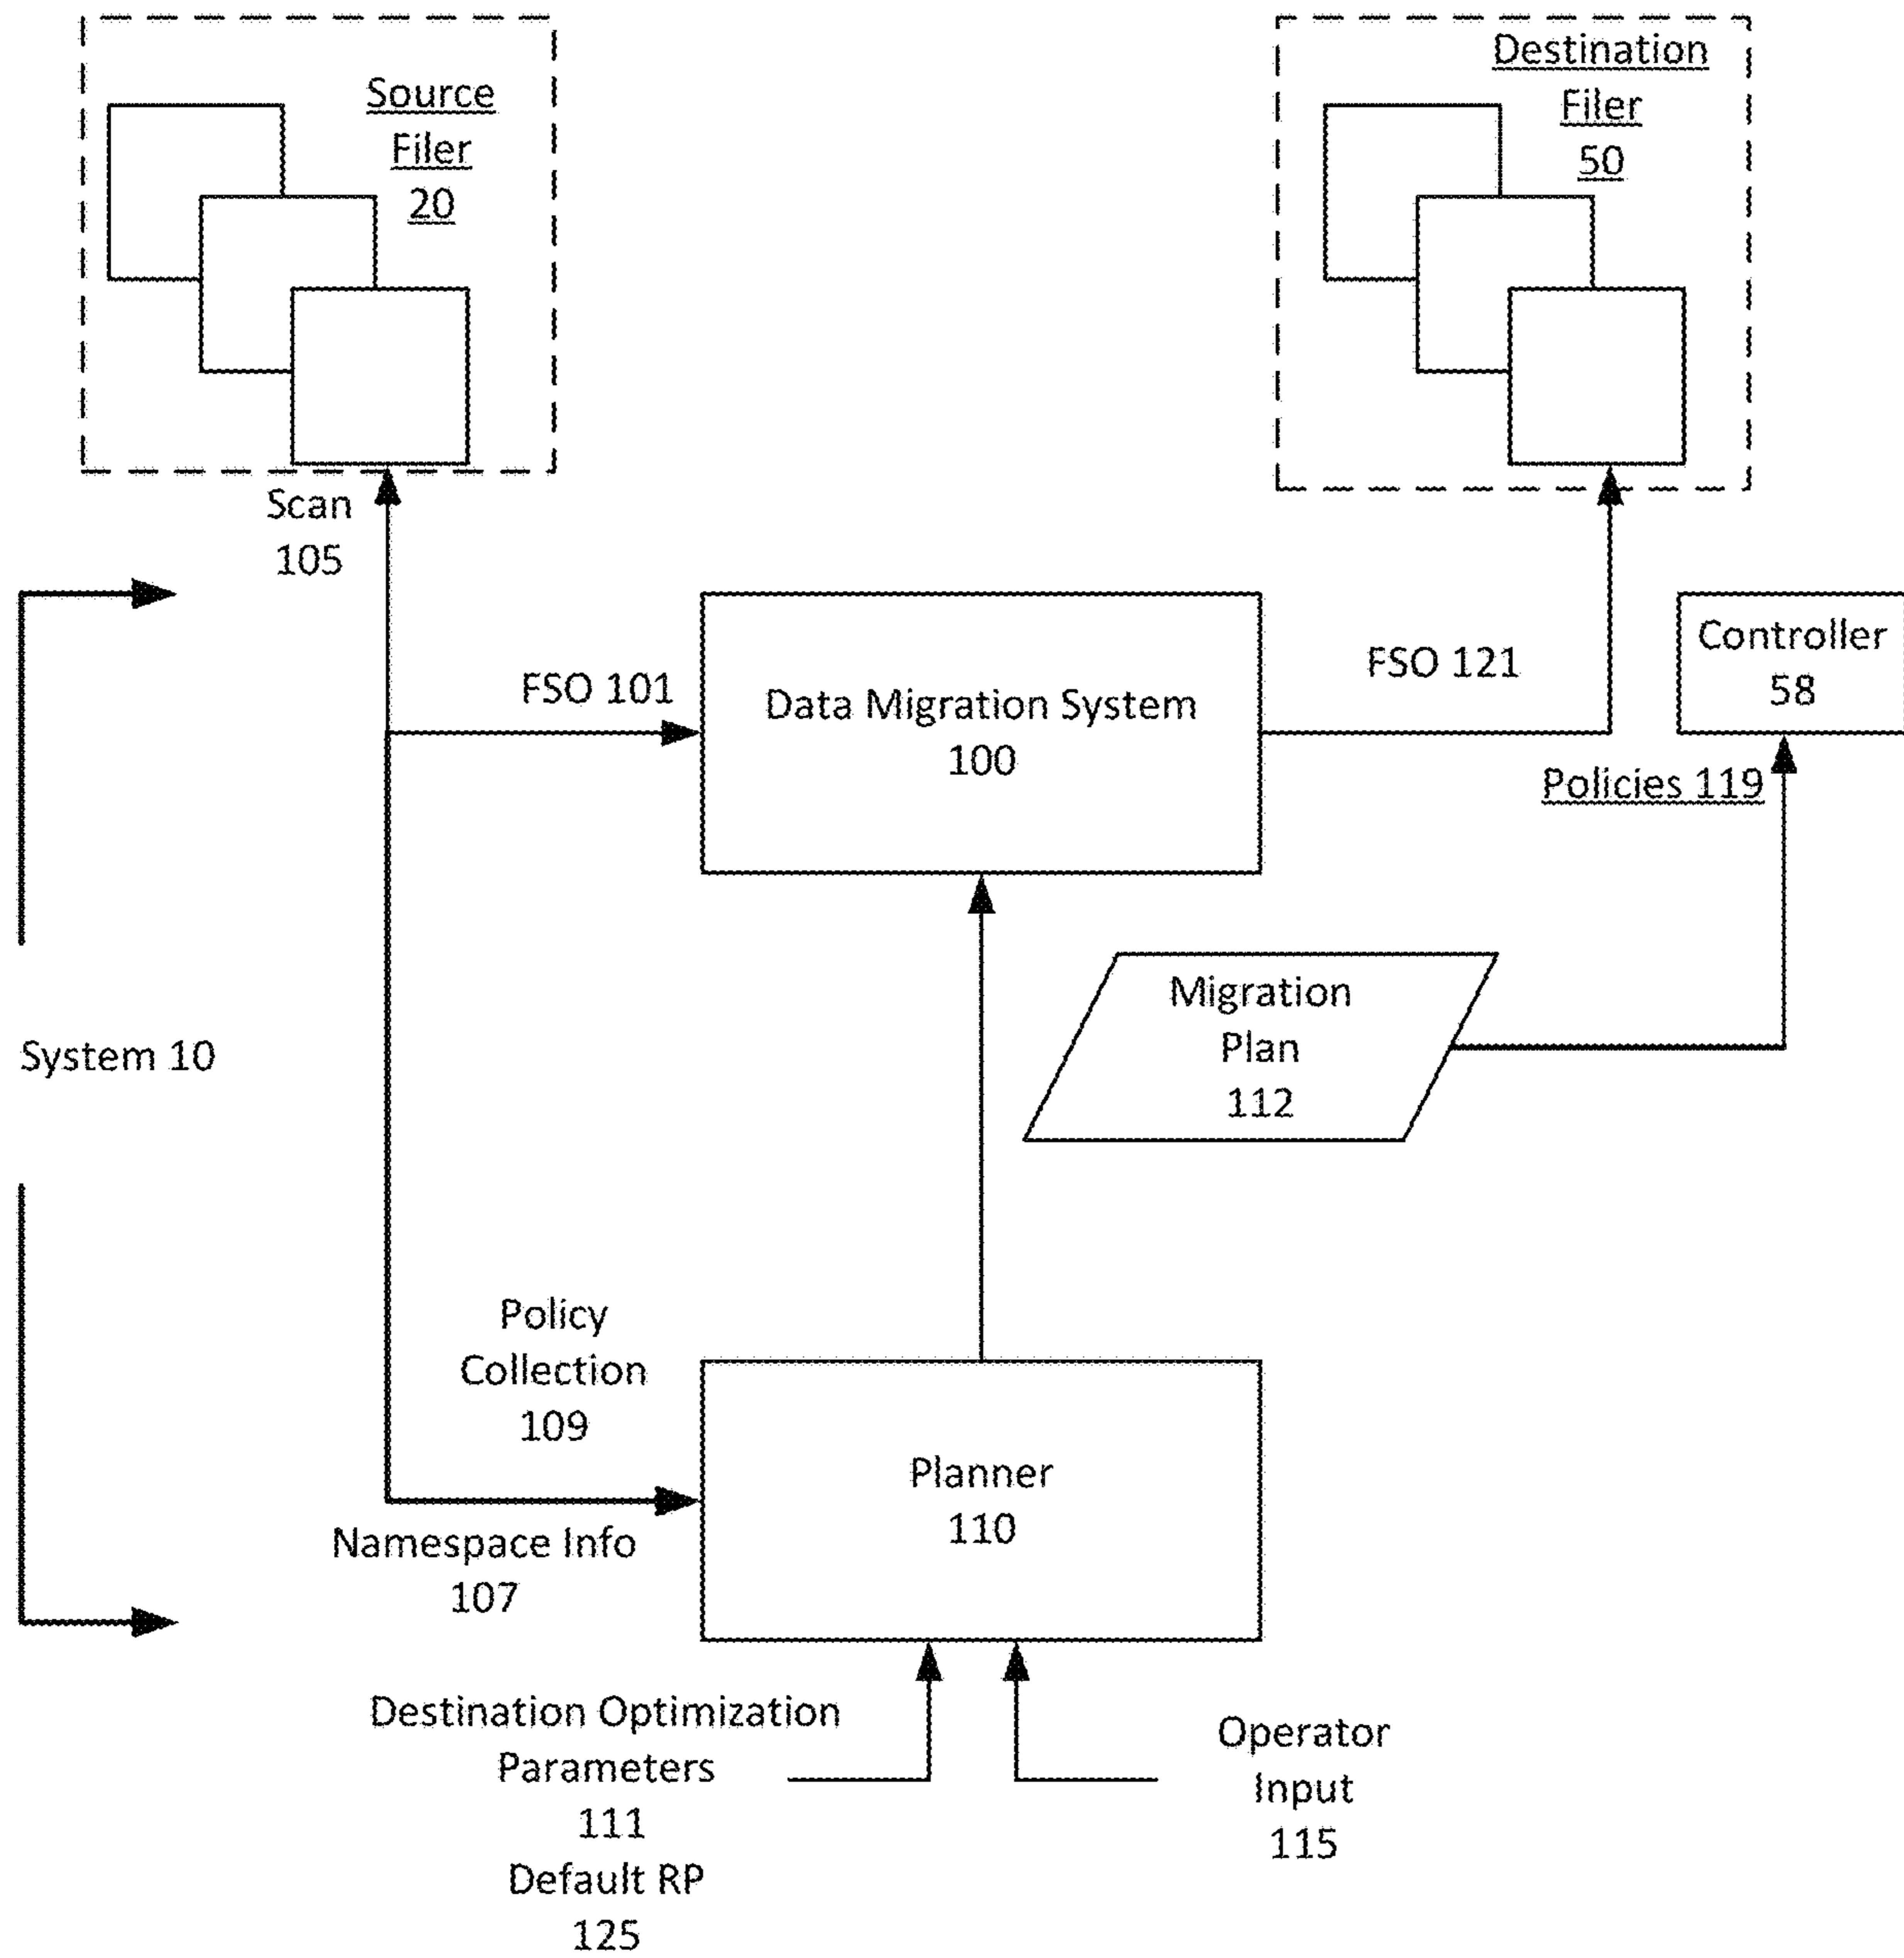 Source
Filer
20
Destination
Filer
50
Scan
105
FSO 101
Data Migration System
100
FSO 121
Controller
58
Policies 119
Migration
Plan
112
System 10
Policy
Collection
109
Planner
110
Namespace Info
107
Destination Optimization
Parameters
111
Default RP
125
Operator
Input
115